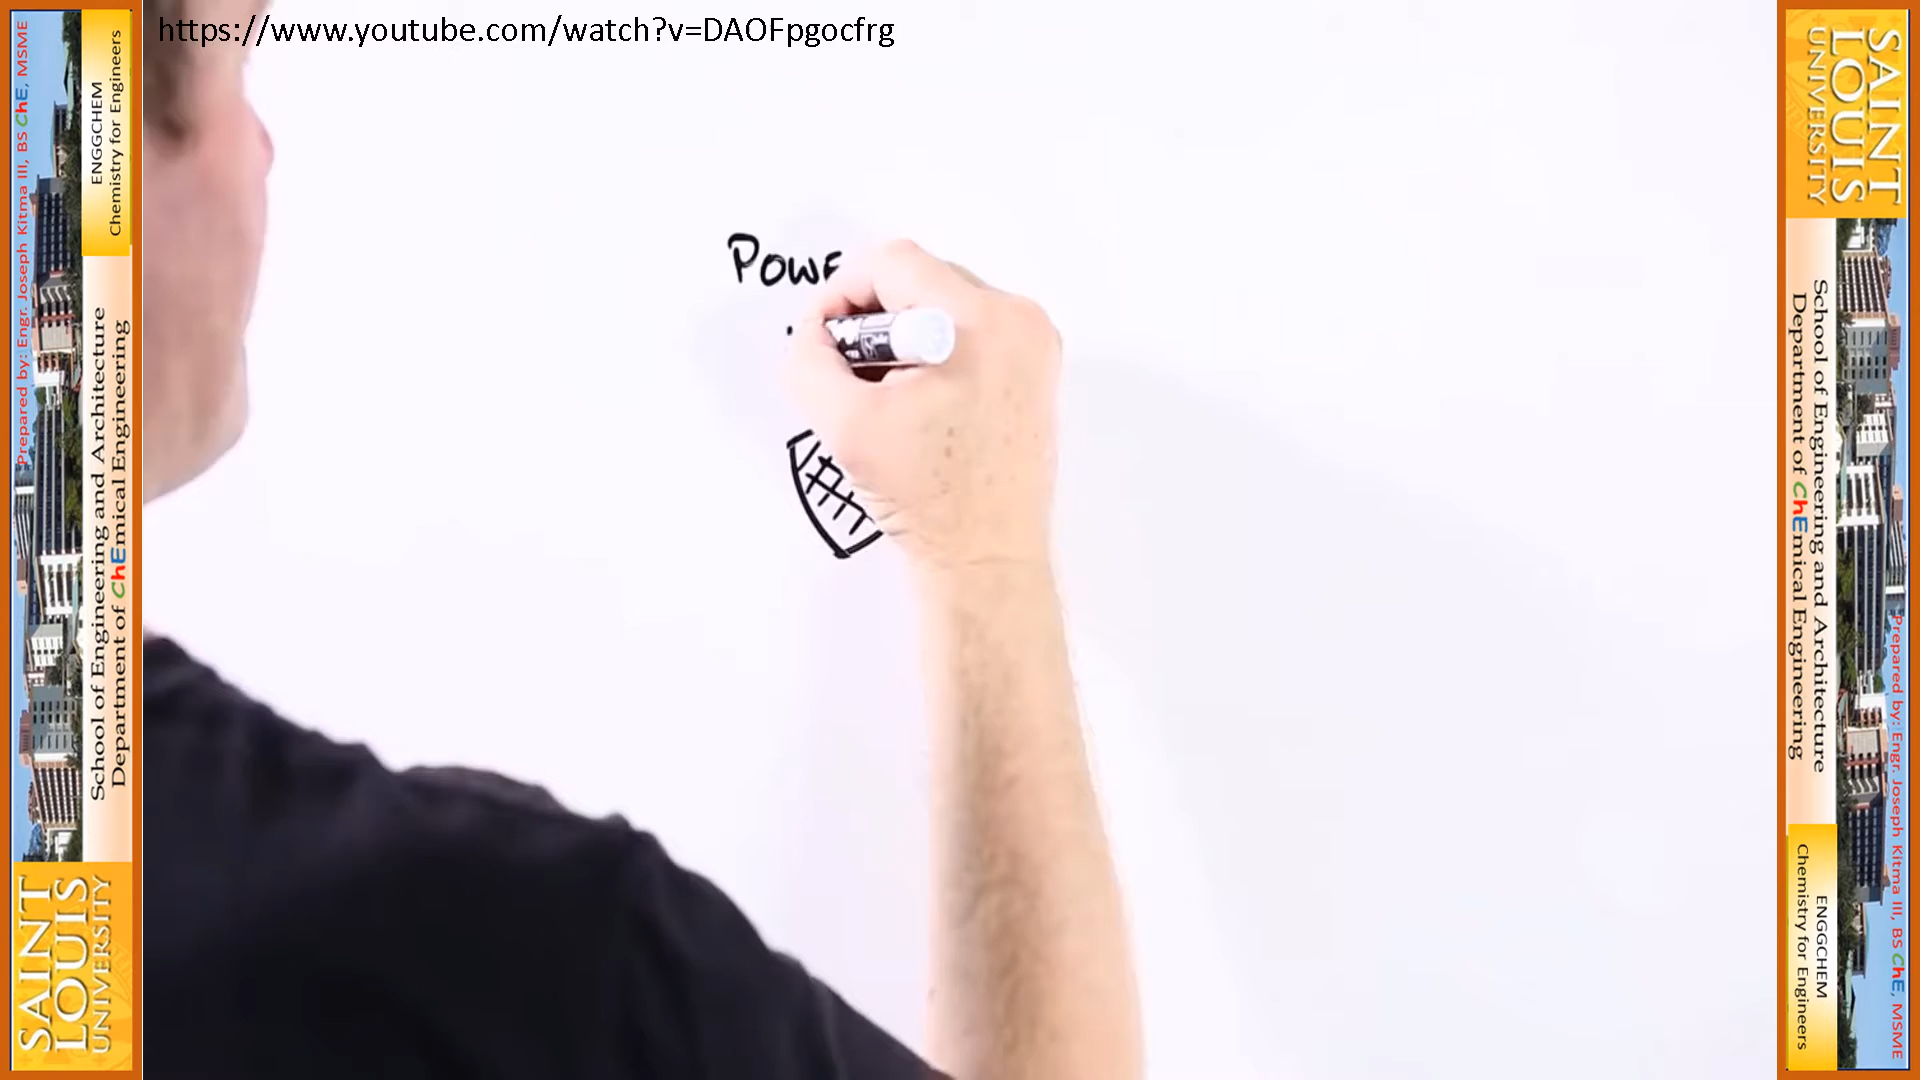 https://www.youtube.com/watch?v=DAOFpgocfrg
Prepared by: Engr. Joseph Kitma III, BS ChE, MSME
ENGGCHEM
Chemistry for Engineers
School of Engineering and Architecture
Department of ChEmical Engineering
SAINT
LOUIS
UNIVERSITY
POWE
SAINT
LOUIS
UNIVERSITY
School of Engineering and Architecture
Department of ChEmical Engineering
Prepared by: Engr. Joseph Kitma III, BS ChE, MSME
ENGGCHEM
Chemistry for Engineers